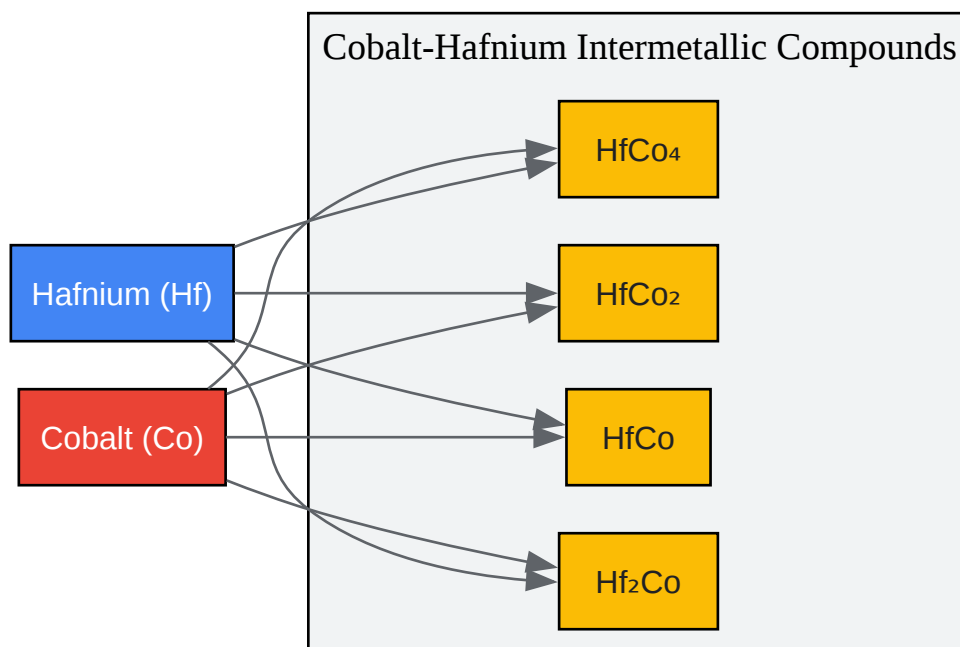 Cobalt-Hafnium Intermetallic Compounds
HfCo₄
Hafnium (Hf)
HfCo₂
Cobalt (Co)
HfCo
Hf₂Co